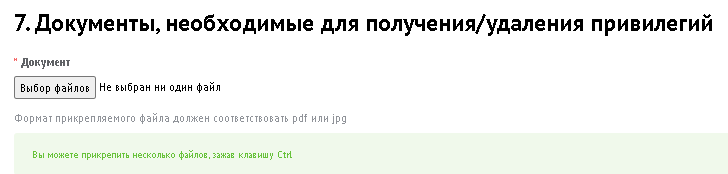 7. Документы, необходимые для получения/удаления привилегий
* Документ
Выбор файлов Не выбран ни один файл
Формат прикрепляемого файла должен соответствовать pdf или jpg
Вы можете прикрепить несколько файлов, зажав клавишу Ctrl